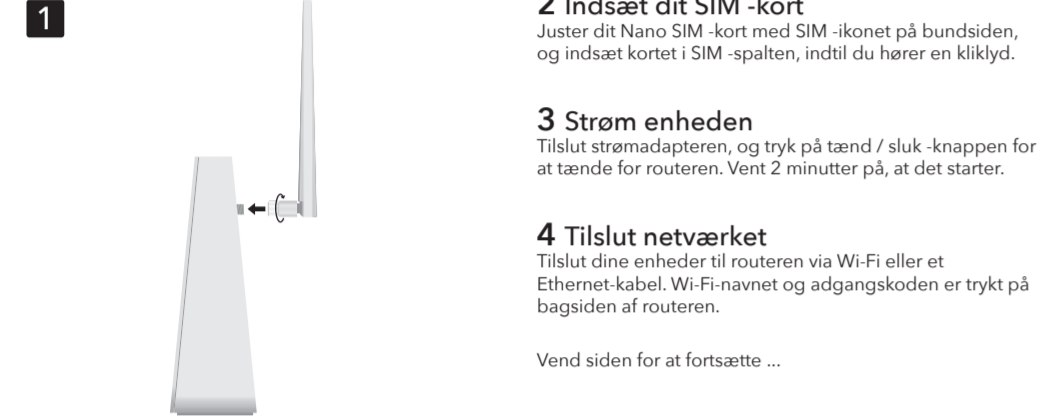 1
2 Indsæt dit SIM -kort
Juster dit Nano SIM -kort med SIM -ikonet på bundsiden,
og indsæt kortet i SIM -spalten, indtil du hører en kliklyd.
3 Strøm enheden
Tilslut strømadapteren, og tryk på tænd / sluk -knappen for
at tænde for routeren. Vent 2 minutter på, at det starter.
4 Tilslut netværket
Tilslut dine enheder til routeren via Wi-Fi eller et
Ethernet-kabel. Wi-Fi-navnet og adgangskoden er trykt på
bagsiden af routeren.
Vend siden for at fortsætte ...